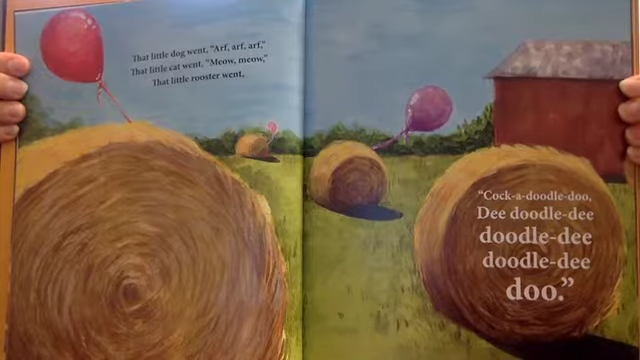 That little dog went, "Arf, arf, arf,"
That little cat went, "Meow, meow,"
That little rooster went,
"Cock-a-doodle-doo,
Dee doodle-dee
doodle-dee
doodle-dee
doo."